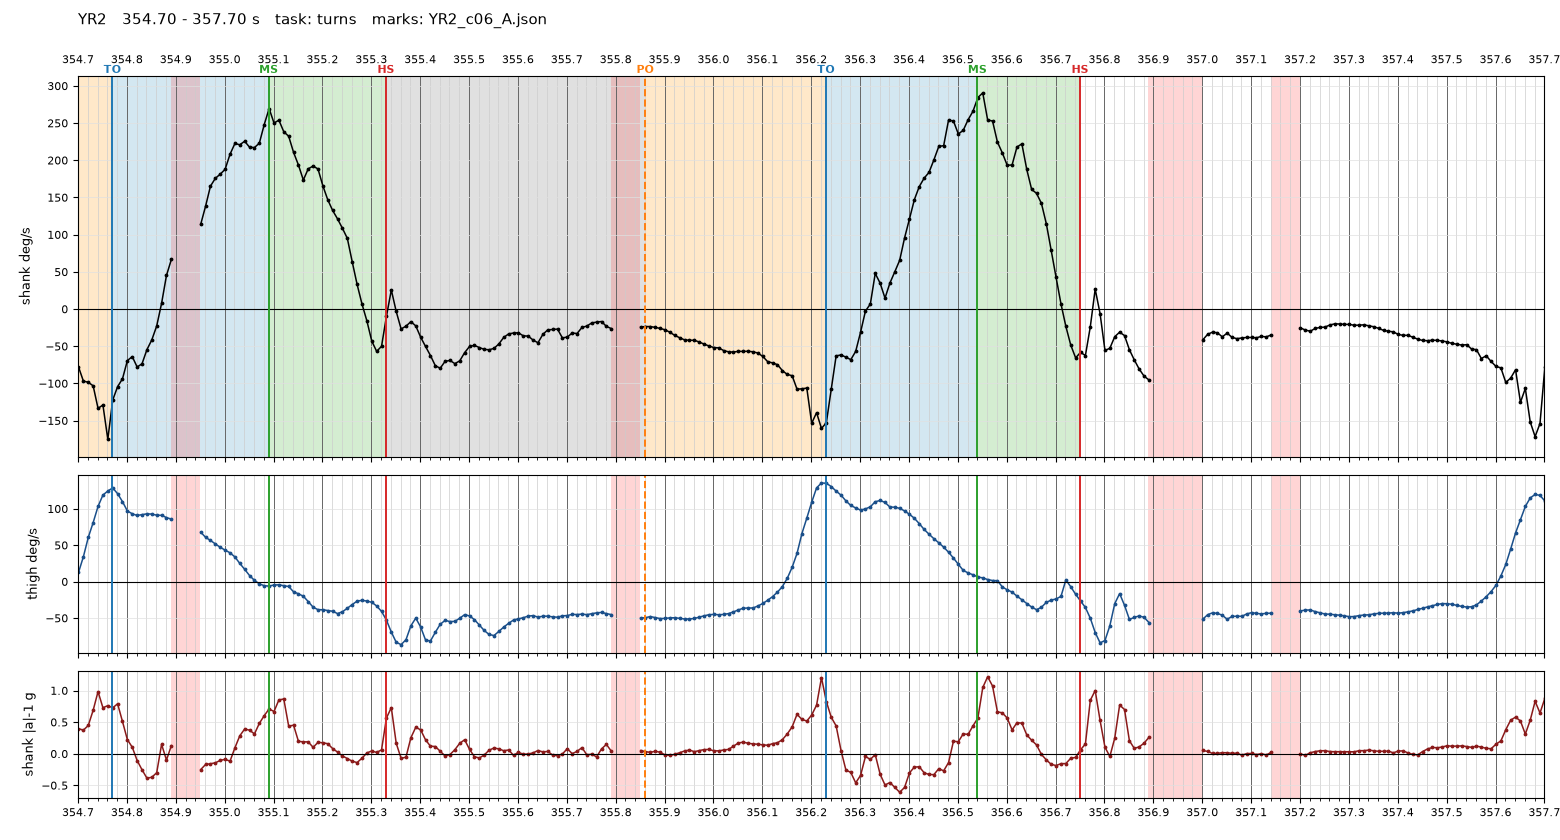 YR2   354.70 - 357.70 s   task: turns   marks: YR2_c06_A.json
354.7 354.8 354.9 355.0 355.1 355.2 355.3 355.4 355.5 355.6 355.7 355.8 355.9 356.0 356.1 356.2 356.3 356.4 356.5 356.6 356.7 356.8 356.9 357.0 357.1 357.2 357.3 357.4 357.5 357.6 357.7
TO MS HS PO TO MS HS
shank deg/s
300
250
200
150
100
50
0
−50
−100
−150
thigh deg/s
100
50
0
−50
shank |a|-1 g
1.0
0.5
0.0
−0.5
354.7 354.8 354.9 355.0 355.1 355.2 355.3 355.4 355.5 355.6 355.7 355.8 355.9 356.0 356.1 356.2 356.3 356.4 356.5 356.6 356.7 356.8 356.9 357.0 357.1 357.2 357.3 357.4 357.5 357.6 357.7